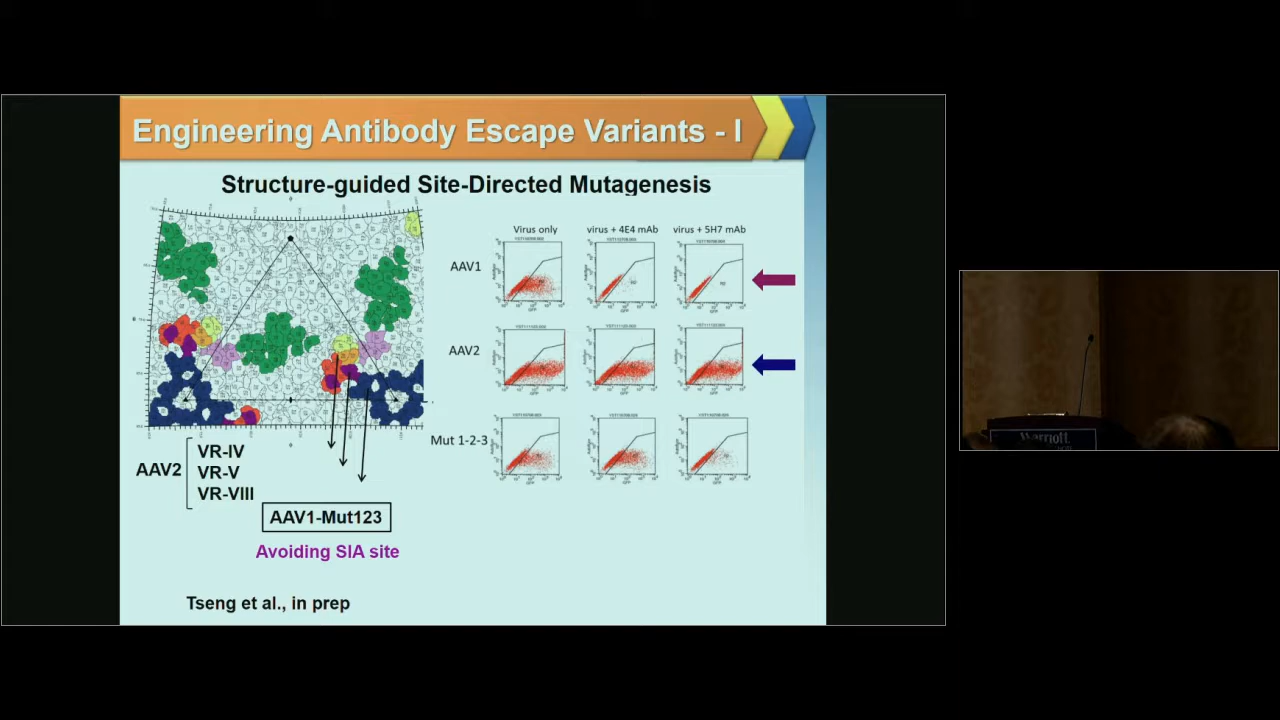 Engineering Antibody Escape Variants - I
Structure-guided Site-Directed Mutagenesis
Virus only
virus + 4E4 mAb
virus + 5H7 mAb
AAV1
AAV2
Mut 1-2-3
AAV2
VR-IV
VR-V
VR-VIII
AAV1-Mut123
Avoiding SIA site
Tseng et al., in prep
Marriott